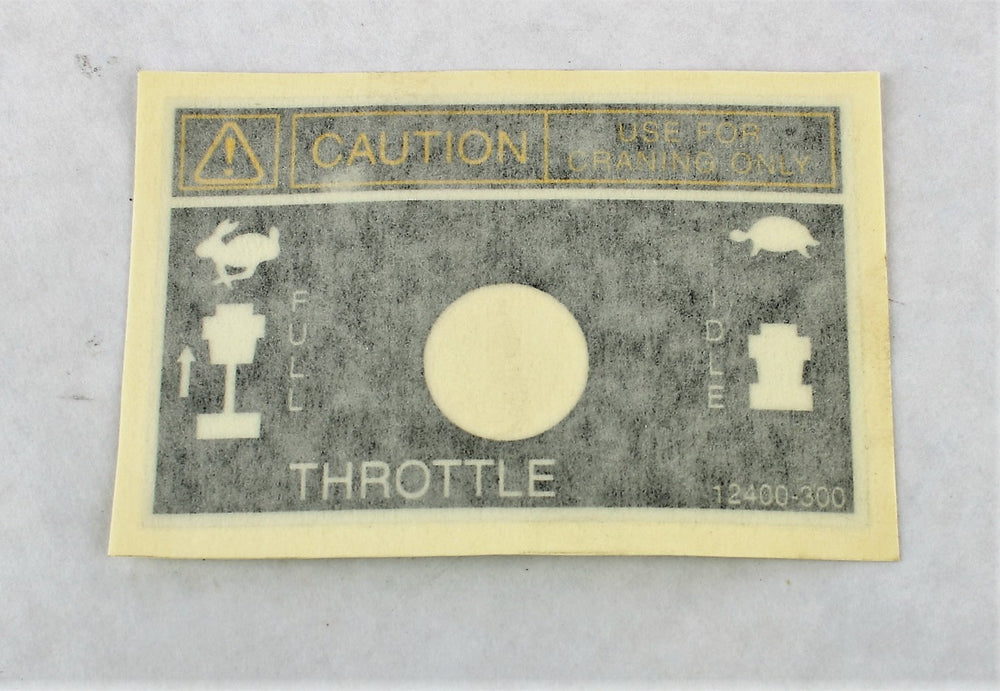 CAUTION
USE FOR
CRANING ONLY
FULL
IDLE
THROTTLE
12400-300